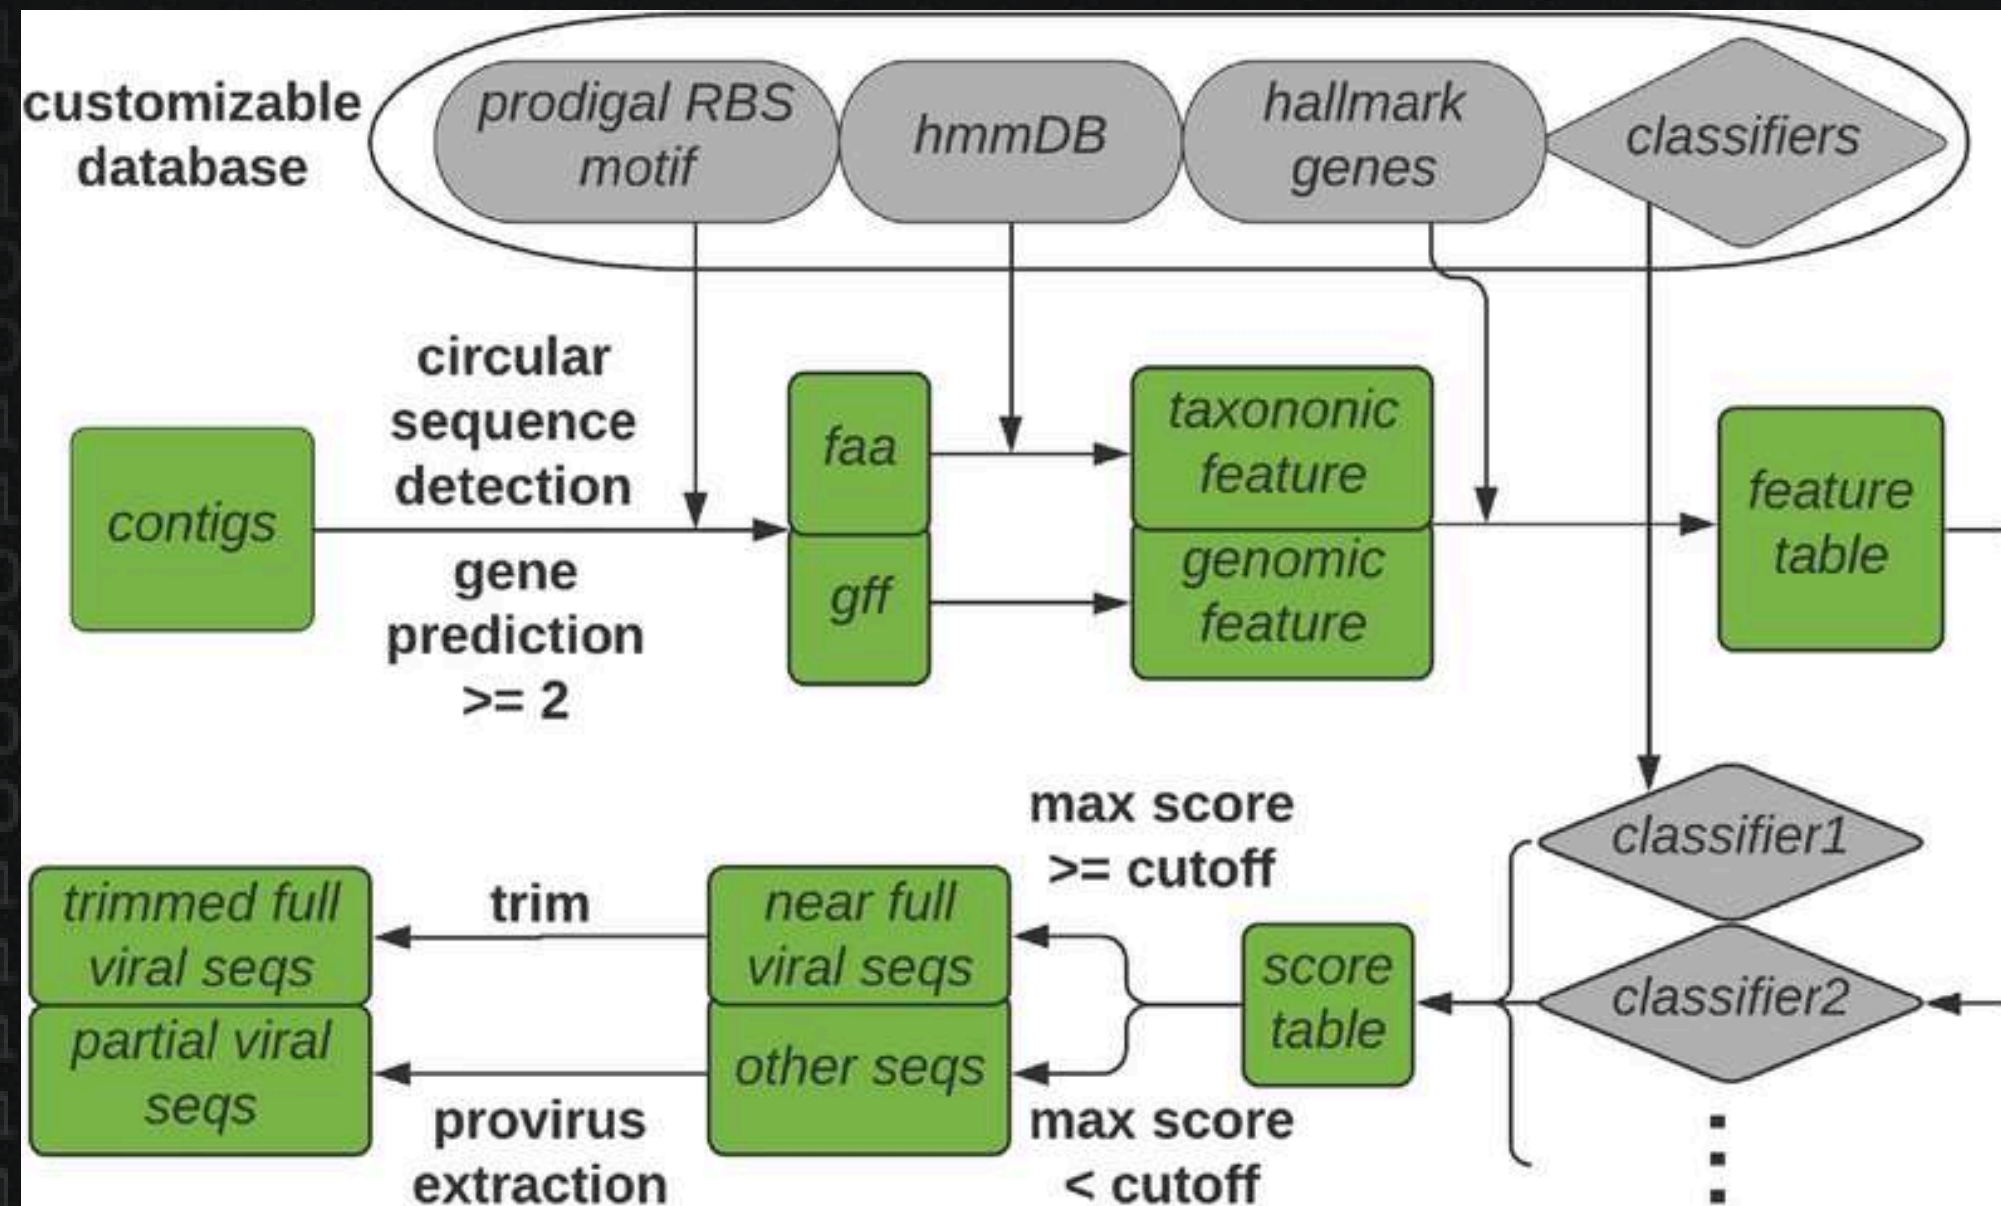 customizable
database
prodigal RBS
motif
hmmDB
hallmark
genes
classifiers
circular
sequence
detection
contigs
gene
prediction
>= 2
faa
gff
taxononic
feature
genomic
feature
feature
table
max score
>= cutoff
classifier1
classifier2
score
table
near full
viral seqs
other seqs
max score
< cutoff
trim
provirus
extraction
trimmed full
viral seqs
partial viral
seqs